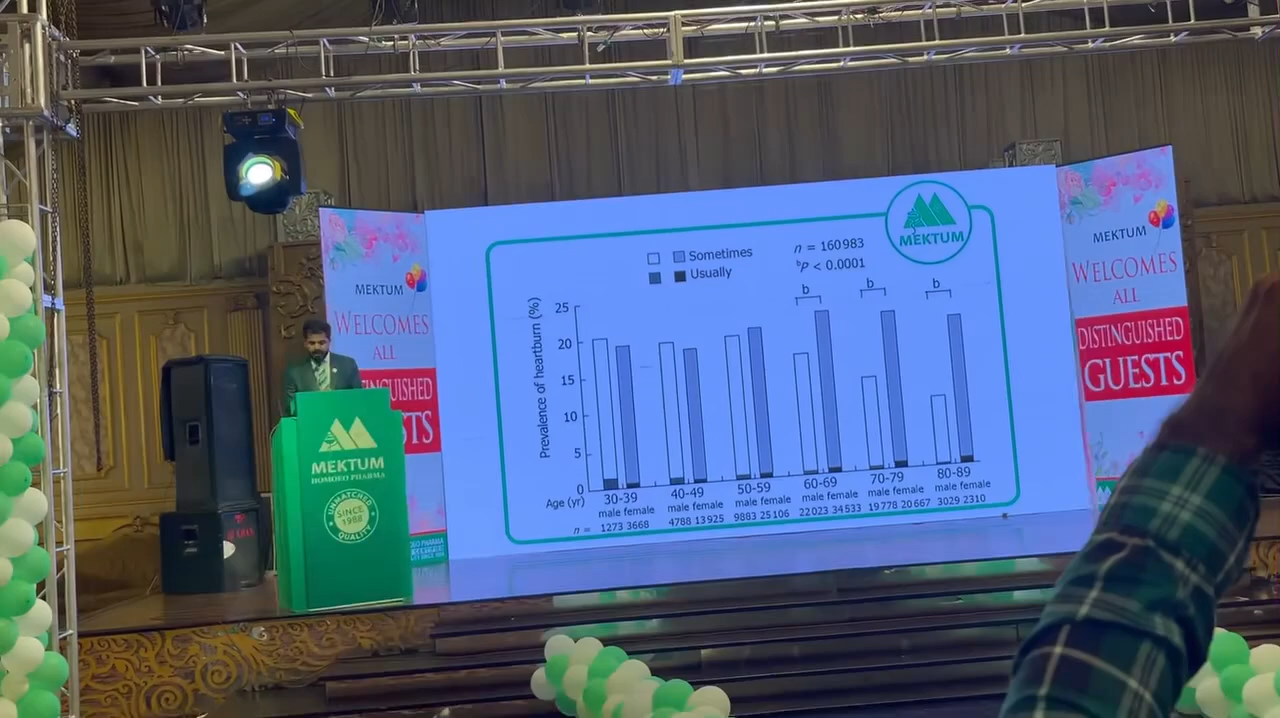 MEKTUM
WELCOMES
ALL
MEKTUM
HOMOEO PHARMA
UNMATCHED
SINCE
1988
QUALITY
MEKTUM
Sometimes
Usually
n = 160983
bP < 0.0001
b b b
Prevalence of heartburn (%)
25
20
15
10
5
0
Age (yr) 30-39 40-49 50-59 60-69 70-79 80-89
male female male female male female male female male female male female
n = 1273 3668 4788 13925 9883 25106 22023 34533 19778 20667 3029 2310
MEKTUM
WELCOMES
ALL
DISTINGUISHED
GUESTS